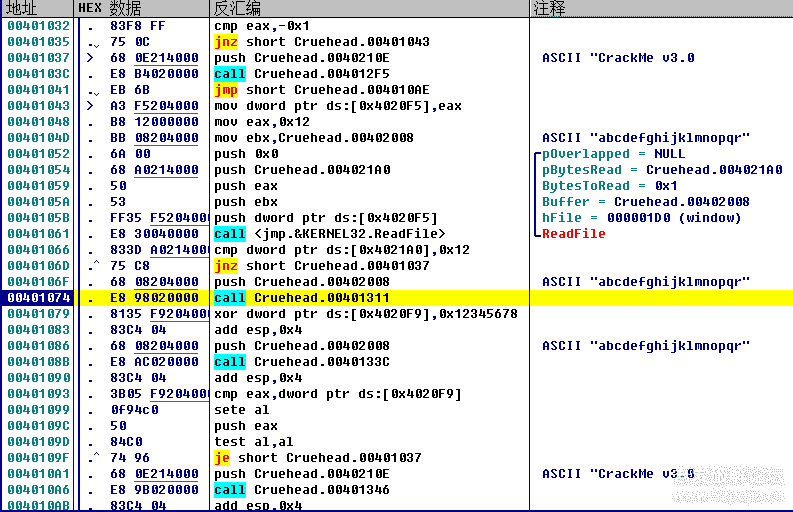 地址 HEX 数据 反汇编 注释
00401032 . 83F8 FF cmp eax,-0x1
00401035 . 75 0C jnz short Cruehead.00401043
00401037 > 68 0E214000 push Cruehead.0040210E ASCII "CrackMe v3.0
0040103C . E8 B4020000 call Cruehead.004012F5
00401041 . EB 6B jmp short Cruehead.004010AE
00401043 > A3 F5204000 mov dword ptr ds:[0x4020F5],eax
00401048 . B8 12000000 mov eax,0x12
0040104D . BB 08204000 mov ebx,Cruehead.00402008 ASCII "abcdefghijklmnopqr"
00401052 . 6A 00 push 0x0 pOverlapped = NULL
00401054 . 68 A0214000 push Cruehead.004021A0 pBytesRead = Cruehead.004021A0
00401059 . 50 push eax BytesToRead = 0x1
0040105A . 53 push ebx Buffer = Cruehead.00402008
0040105B . FF35 F5204000 push dword ptr ds:[0x4020F5] hFile = 000001D0 (window)
00401061 . E8 30040000 call <jmp.&KERNEL32.ReadFile> ReadFile
00401066 . 833D A0214000 cmp dword ptr ds:[0x4021A0],0x12
0040106D .^ 75 C8 jnz short Cruehead.00401037
0040106F . 68 08204000 push Cruehead.00402008 ASCII "abcdefghijklmnopqr"
00401074 . E8 98020000 call Cruehead.00401311
00401079 . 8135 F9204000 xor dword ptr ds:[0x4020F9],0x12345678
00401083 . 83C4 04 add esp,0x4
00401086 . 68 08204000 push Cruehead.00402008 ASCII "abcdefghijklmnopqr"
0040108B . E8 AC020000 call Cruehead.0040133C
00401090 . 83C4 04 add esp,0x4
00401093 . 3B05 F9204000 cmp eax,dword ptr ds:[0x4020F9]
00401099 . 0f94c0 sete al
0040109C . 50 push eax
0040109D . 84C0 test al,al
0040109F .^ 74 96 je short Cruehead.00401037
004010A1 . 68 0E214000 push Cruehead.0040210E ASCII "CrackMe v3.0
004010A6 . E8 9B020000 call Cruehead.00401346
004010AB . 83C4 04 add esp,0x4